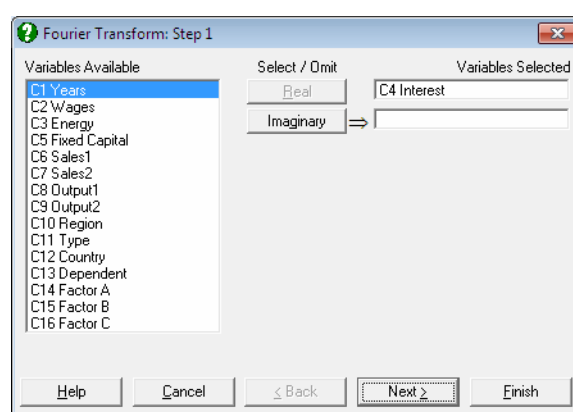 Fourier Transform: Step 1
Variables Available
Select / Omit
Variables Selected
C1 Years
C2 Wages
C3 Energy
C5 Fixed Capital
C6 Sales1
C7 Sales2
C8 Output1
C9 Output2
C10 Region
C11 Type
C12 Country
C13 Dependent
C14 Factor A
C15 Factor B
C16 Factor C
Real
C4 Interest
Imaginary
Help
Cancel
< Back
Next >
Finish